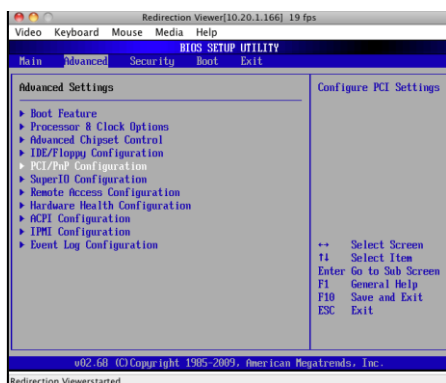 Redirection Viewer[10.20.1.166] 19 fps
Video Keyboard Mouse Media Help
BIOS SETUP UTILITY
Main Advanced Security Boot Exit
Advanced Settings
▶ Boot Feature
▶ Processor & Clock Options
▶ Advanced Chipset Control
▶ IDE/Floppy Configuration
▶ PCI/PnP Configuration
▶ SuperIO Configuration
▶ Remote Access Configuration
▶ Hardware Health Configuration
▶ ACPI Configuration
▶ IPMI Configuration
▶ Event Log Configuration
Configure PCI Settings
↔ Select Screen
↑↓ Select Item
Enter Go to Sub Screen
F1 General Help
F10 Save and Exit
ESC Exit
v02.68 (C)Copyright 1985-2009, American Megatrends, Inc.
Redirection Viewerstarted